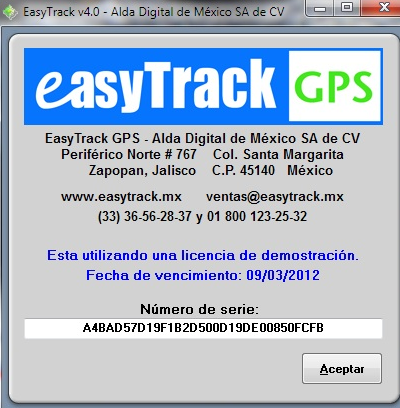 EasyTrack v4.0 - Alda Digital de México SA de CV
easyTrack GPS
EasyTrack GPS - Alda Digital de México SA de CV
Periférico Norte # 767 Col. Santa Margarita
Zapopan, Jalisco C.P. 45140 México
www.easytrack.mx ventas@easytrack.mx
(33) 36-56-28-37 y 01 800 123-25-32
Esta utilizando una licencia de demostración.
Fecha de vencimiento: 09/03/2012
Número de serie:
A4BAD57D19F1B2D500D19DE00850FCFB
Aceptar